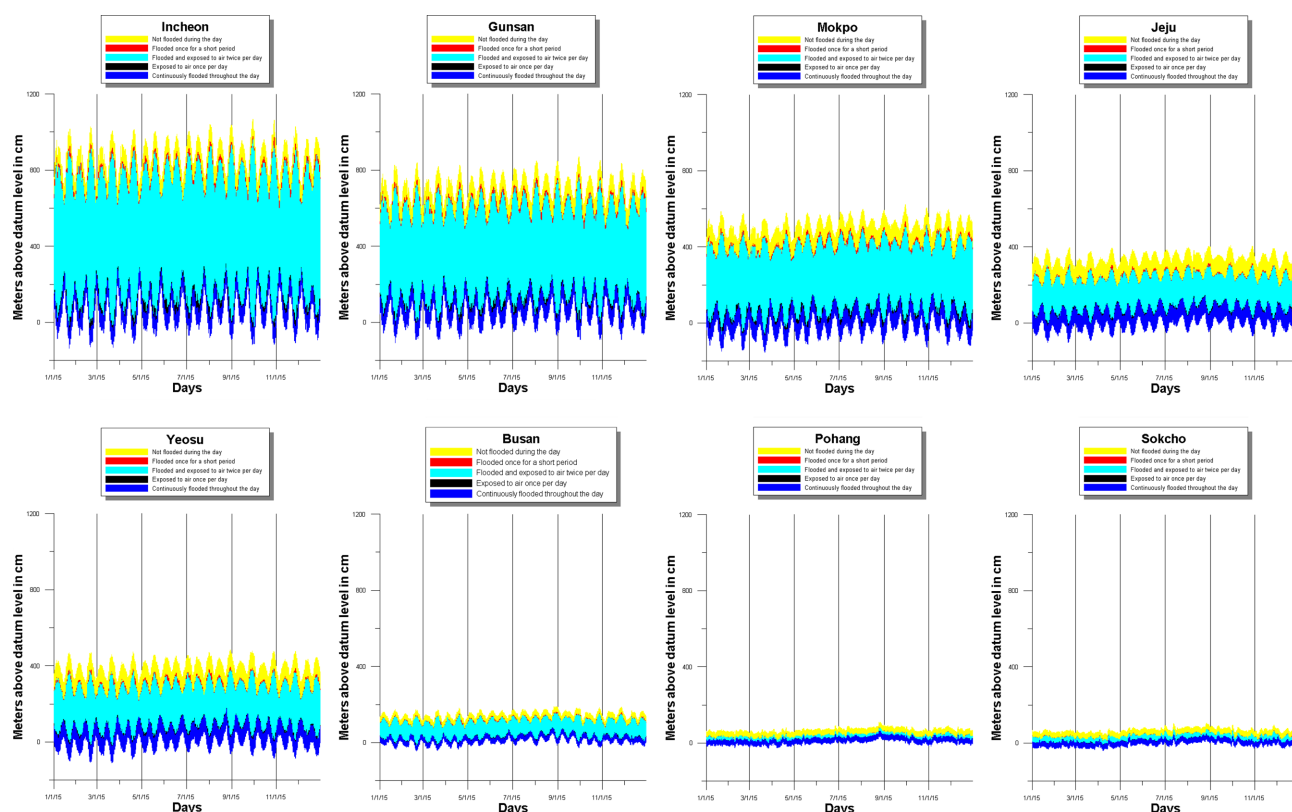 Incheon
Not flooded during the day
Flooded once for a short period
Flooded and exposed to air twice per day
Exposed to air once per day
Continuously flooded throughout the day
Meters above datum level in cm
1200
800
400
0
1/1/15 3/1/15 5/1/15 7/1/15 9/1/15 11/1/15
Days
Gunsan
Not flooded during the day
Flooded once for a short period
Flooded and exposed to air twice per day
Exposed to air once per day
Continuously flooded throughout the day
Meters above datum level in cm
1200
800
400
0
1/1/15 3/1/15 5/1/15 7/1/15 9/1/15 11/1/15
Days
Mokpo
Not flooded during the day
Flooded once for a short period
Flooded and exposed to air twice per day
Exposed to air once per day
Continuously flooded throughout the day
Meters above datum level in cm
1200
800
400
0
1/1/15 3/1/15 5/1/15 7/1/15 9/1/15 11/1/15
Days
Jeju
Not flooded during the day
Flooded once for a short period
Flooded and exposed to air twice per day
Exposed to air once per day
Continuously flooded throughout the day
Meters above datum level in cm
1200
800
400
0
1/1/15 3/1/15 5/1/15 7/1/15 9/1/15 11/1/15
Days
Yeosu
Not flooded during the day
Flooded once for a short period
Flooded and exposed to air twice per day
Exposed to air once per day
Continuously flooded throughout the day
Meters above datum level in cm
1200
800
400
0
1/1/15 3/1/15 5/1/15 7/1/15 9/1/15 11/1/15
Days
Busan
Not flooded during the day
Flooded once for a short period
Flooded and exposed to air twice per day
Exposed to air once per day
Continuously flooded throughout the day
Meters above datum level in cm
1200
800
400
0
1/1/15 3/1/15 5/1/15 7/1/15 9/1/15 11/1/15
Days
Pohang
Not flooded during the day
Flooded once for a short period
Flooded and exposed to air twice per day
Exposed to air once per day
Continuously flooded throughout the day
Meters above datum level in cm
1200
800
400
0
1/1/15 3/1/15 5/1/15 7/1/15 9/1/15 11/1/15
Days
Sokcho
Not flooded during the day
Flooded once for a short period
Flooded and exposed to air twice per day
Exposed to air once per day
Continuously flooded throughout the day
Meters above datum level in cm
1200
800
400
0
1/1/15 3/1/15 5/1/15 7/1/15 9/1/15 11/1/15
Days